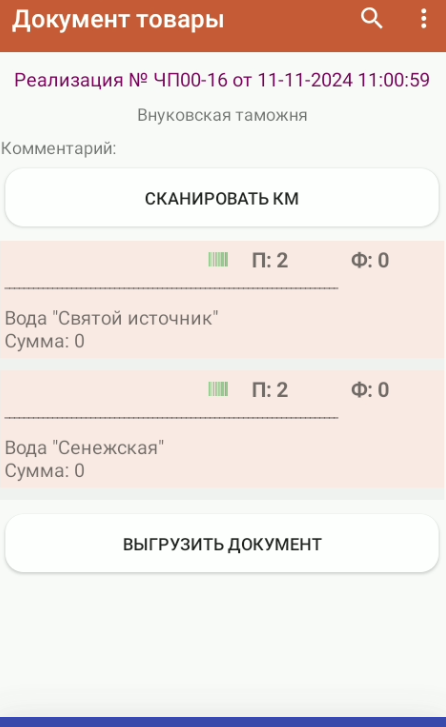 Документ товары
Реализация № ЧП00-16 от 11-11-2024 11:00:59
Внуковская таможня
Комментарий:
СКАНИРОВАТЬ КМ
П: 2 Ф: 0
Вода "Святой источник"
Сумма: 0
П: 2 Ф: 0
Вода "Сенежская"
Сумма: 0
ВЫГРУЗИТЬ ДОКУМЕНТ